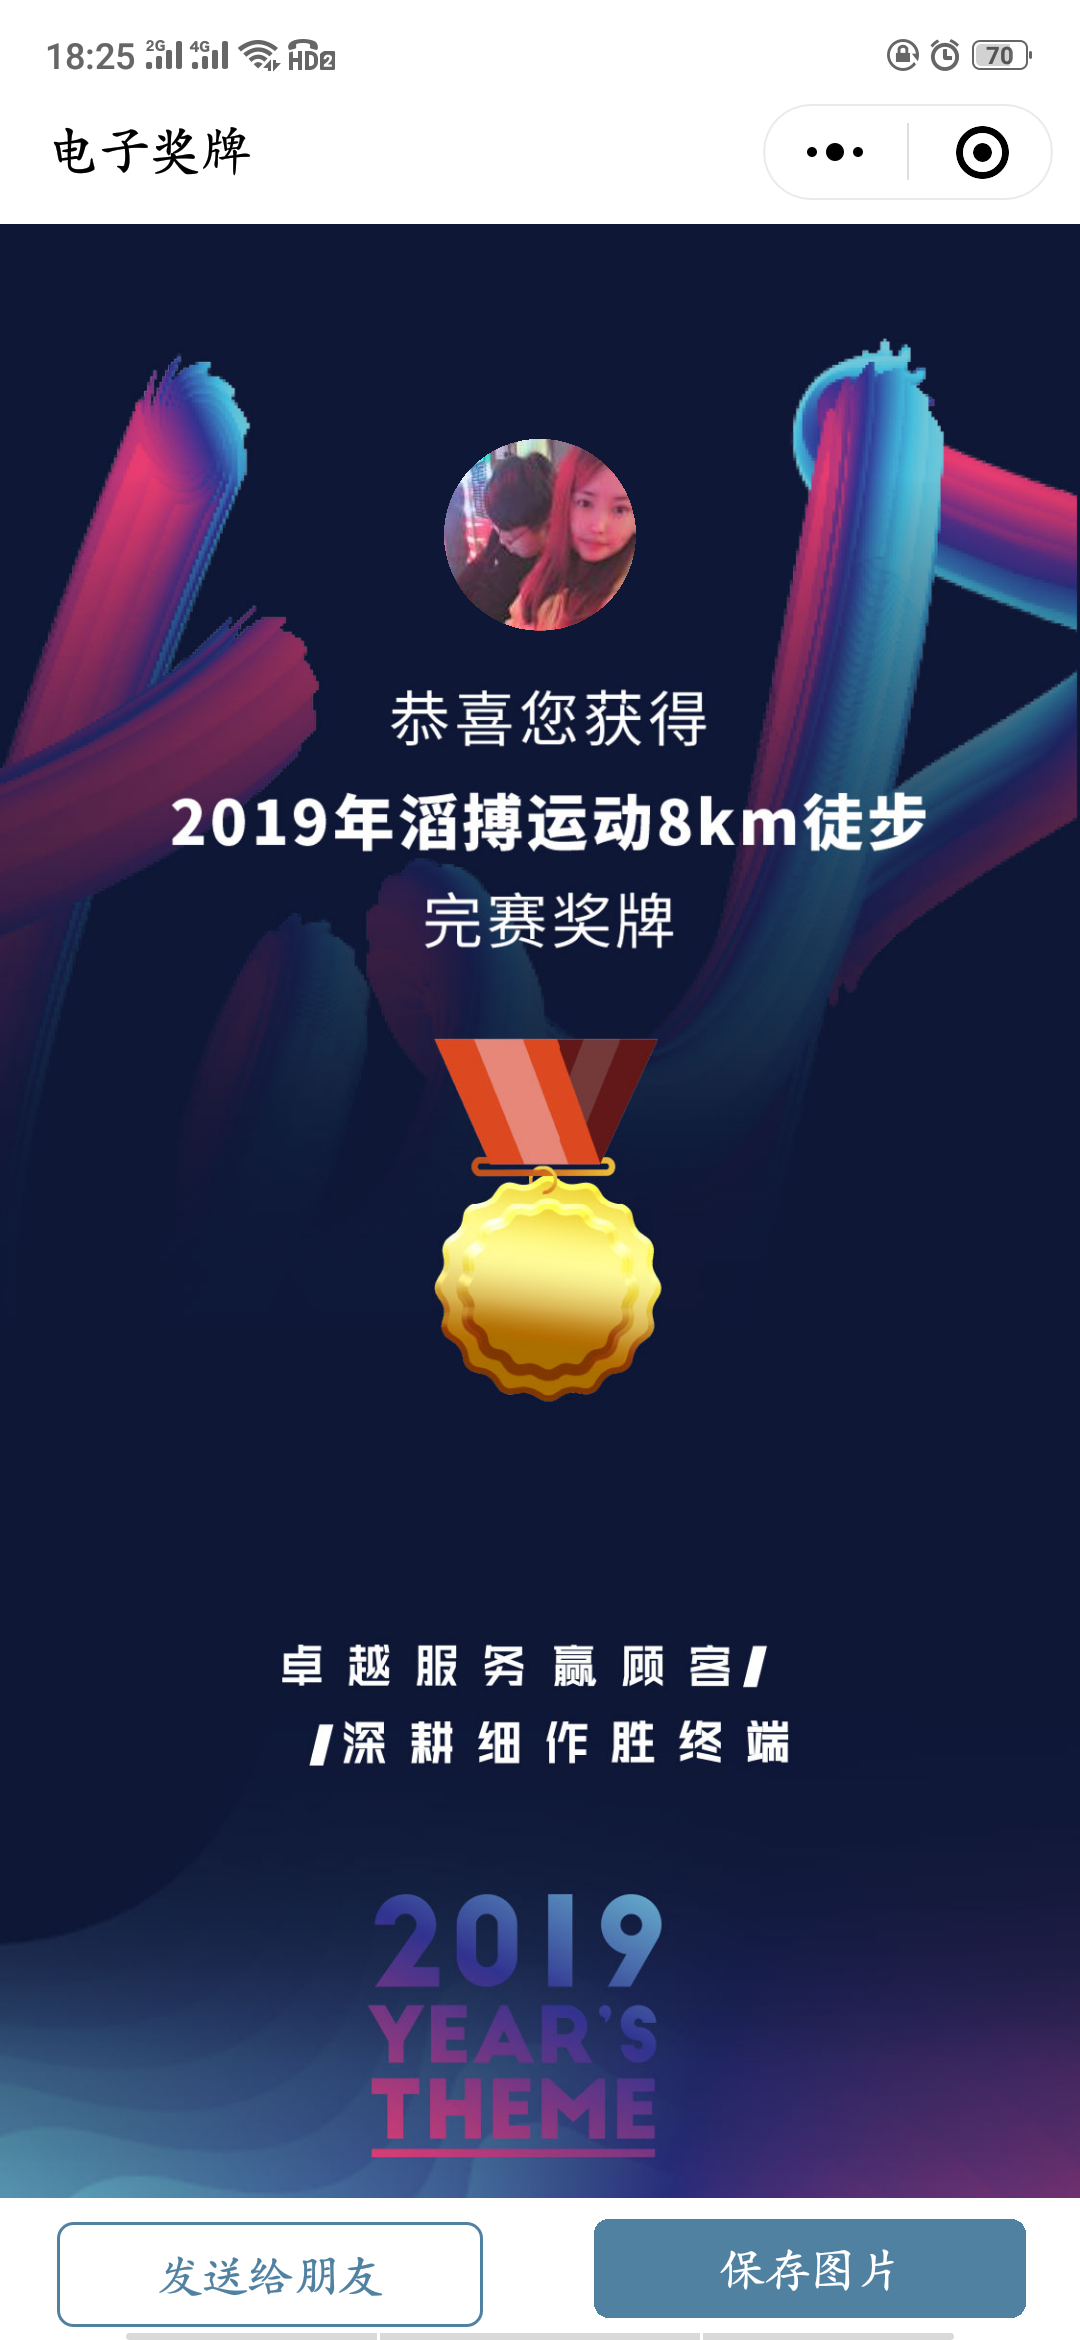 18:25 2G 4G HD2 70
电子奖牌
恭喜您获得
2019年滔搏运动8km徒步
完赛奖牌
卓越服务赢顾客
深耕细作胜终端
2019
YEAR'S
THEME
发送给朋友
保存图片